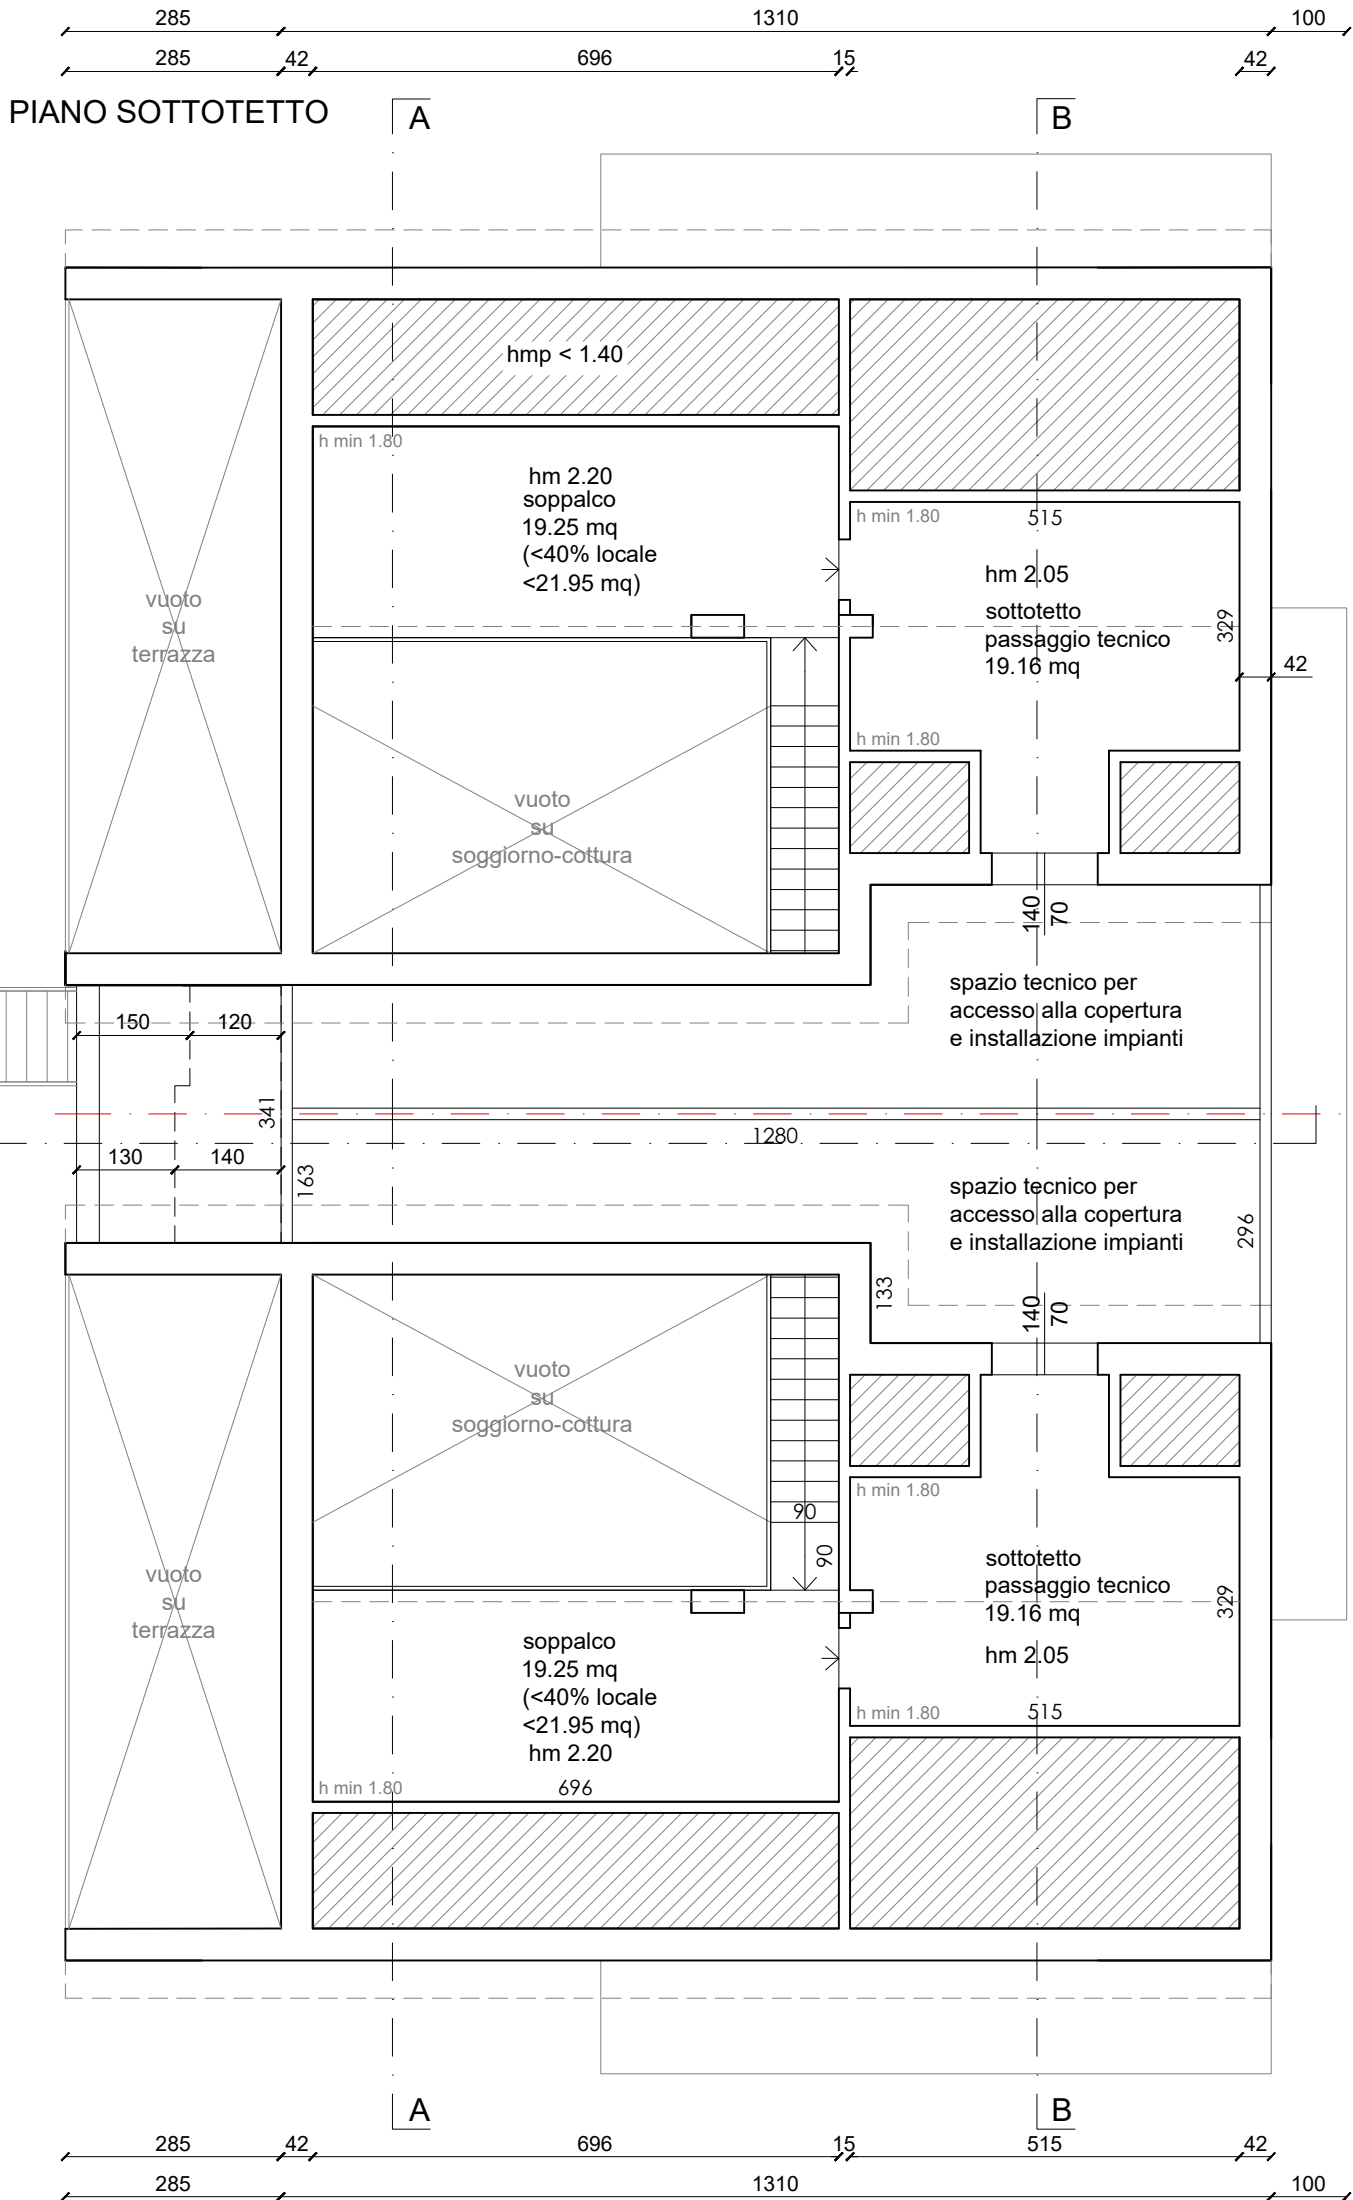 285 1310 100
285 42 696 15 42
PIANO SOTTOTETTO
A B
hmp < 1.40
h min 1.80
hm 2.20
soppalco
19.25 mq
(<40% locale
<21.95 mq)
h min 1.80
515
hm 2.05
sottotetto
passaggio tecnico
19.16 mq
329
42
vuoto
su
terrazza
h min 1.80
vuoto
su
soggiorno-cottura
140
70
spazio tecnico per
accesso alla copertura
e installazione impianti
150 120
341
1280
130 140
163
spazio tecnico per
accesso alla copertura
e installazione impianti
296
133
140
70
vuoto
su
soggiorno-cottura
h min 1.80
90
90
vuoto
su
terrazza
sottotetto
passaggio tecnico
19.16 mq
hm 2.05
329
soppalco
19.25 mq
(<40% locale
<21.95 mq)
hm 2.20
h min 1.80 515
h min 1.80 696
A B
285 42 696 15 515 42
285 1310 100